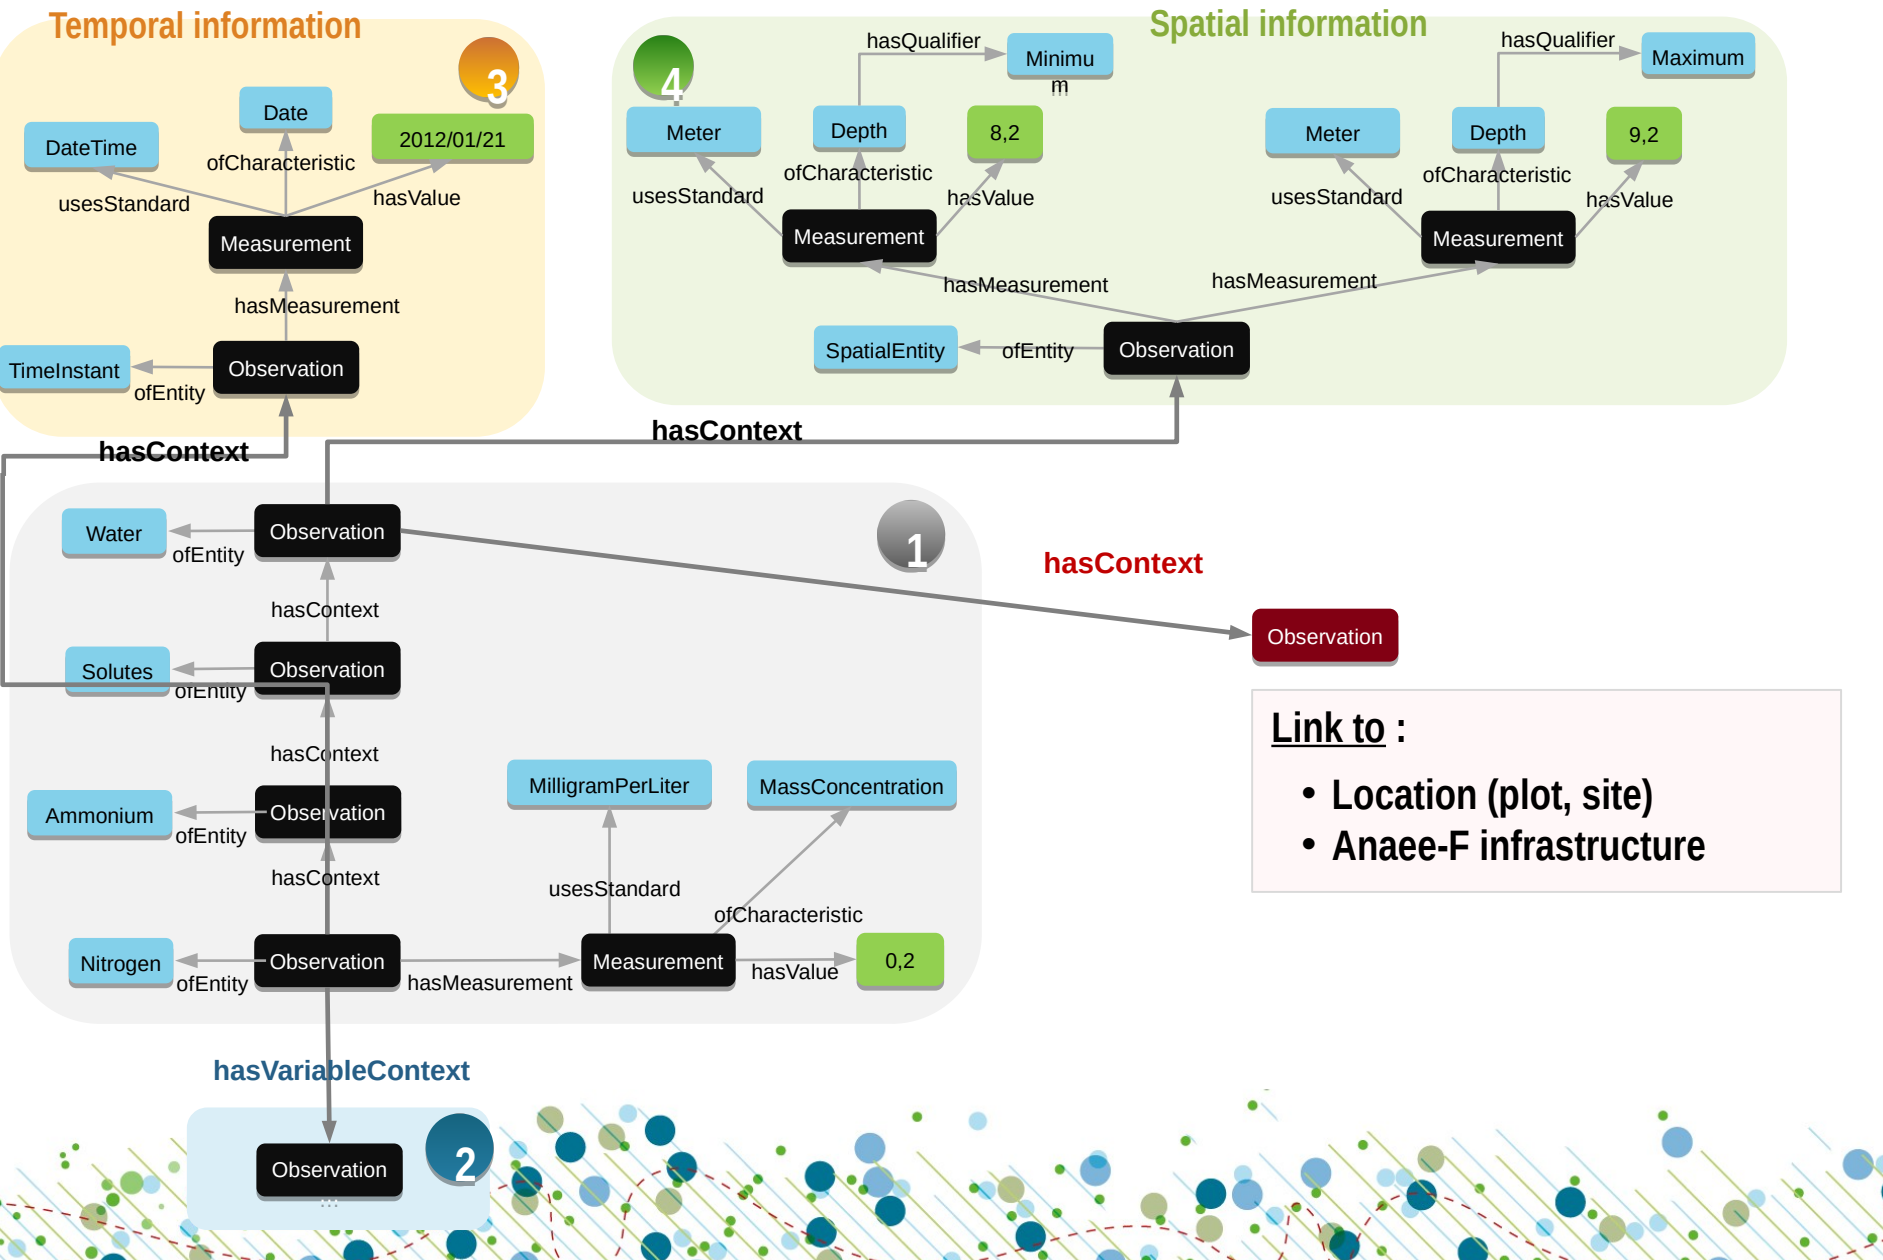 Temporal information
3
Date
DateTime
2012/01/21
ofCharacteristic
usesStandard
hasValue
Measurement
hasMeasurement
TimeInstant
Observation
ofEntity
hasContext
Spatial information
4
hasQualifier
Minimu
m
Meter
Depth
8,2
ofCharacteristic
usesStandard
hasValue
Measurement
hasQualifier
Maximum
Meter
Depth
9,2
ofCharacteristic
usesStandard
hasValue
Measurement
hasMeasurement
hasMeasurement
SpatialEntity
ofEntity
Observation
hasContext
1
Water
Observation
ofEntity
hasContext
hasContext
Observation
Solutes
Observation
ofEntity
hasContext
Link to :
• Location (plot, site)
• Anaee-F infrastructure
MilligramPerLiter
MassConcentration
Ammonium
Observation
ofEntity
hasContext
usesStandard
ofCharacteristic
Nitrogen
Observation
ofEntity
hasMeasurement
Measurement
hasValue
0,2
hasVariableContext
2
Observation
...